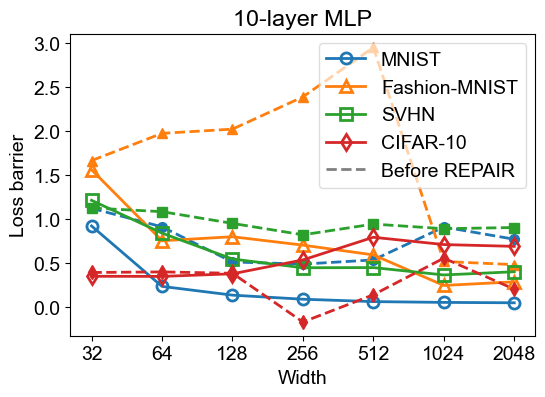 10-layer MLP
Loss barrier
3.0
2.5
2.0
1.5
1.0
0.5
0.0
MNIST
Fashion-MNIST
SVHN
CIFAR-10
Before REPAIR
32 64 128 256 512 1024 2048
Width